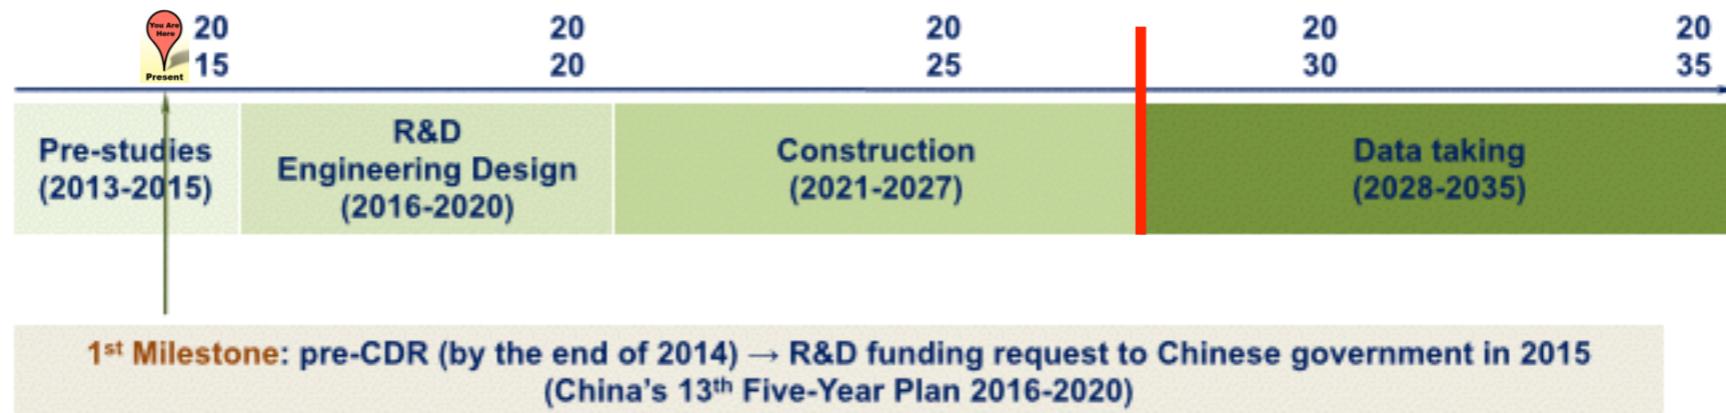 You Are
Here
Present
20 20 20 20 20
15 20 25 30 35
Pre-studies
(2013-2015)
R&D
Engineering Design
(2016-2020)
Construction
(2021-2027)
Data taking
(2028-2035)
1st Milestone: pre-CDR (by the end of 2014) → R&D funding request to Chinese government in 2015
(China's 13th Five-Year Plan 2016-2020)